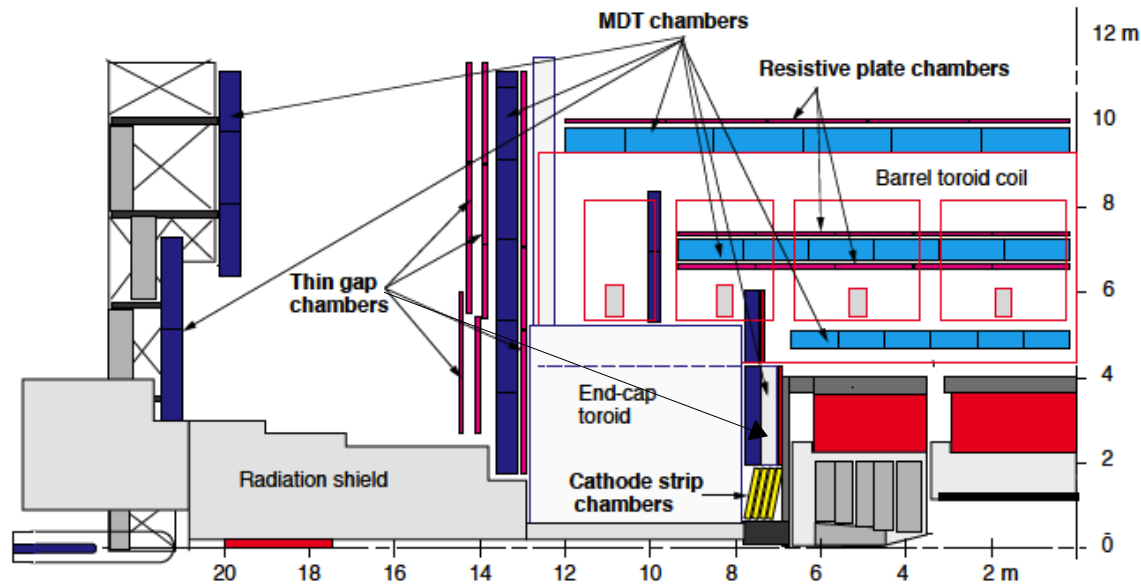 MDT chambers
12 m
Resistive plate chambers
10
Barrel toroid coil
8
Thin gap
chambers
6
End-cap
toroid
4
Radiation shield
Cathode strip
chambers
2
0
20
18
16
14
12
10
8
6
4
2 m